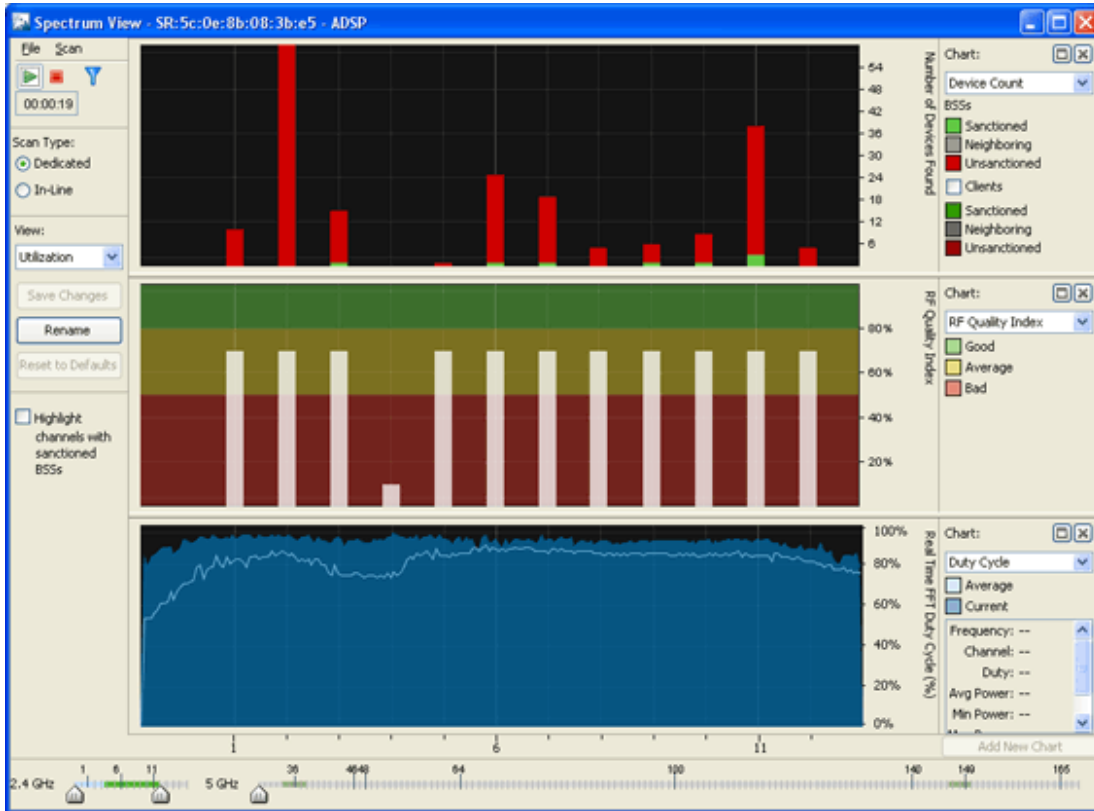 Spectrum View - SR:5c:0e:8b:08:3b:e5 - ADSP
File Scan
00:00:19
Scan Type:
Dedicated
In-Line
View:
Utilization
Save Changes
Rename
Reset to Defaults
Highlight
channels with
sanctioned
BSSs
64
48
42
36
30
24
18
12
6
Number of Devices Found
Chart:
Device Count
BSSs
Sanctioned
Neighboring
Unsanctioned
Clients
Sanctioned
Neighboring
Unsanctioned
80%
60%
40%
20%
RF Quality Index
Chart:
RF Quality Index
Good
Average
Bad
100%
80%
60%
40%
20%
0%
Real Time FFT Duty Cycle (%)
Chart:
Duty Cycle
Average
Current
Frequency: --
Channel: --
Duty: --
Avg Power: --
Min Power: --
1 6 11
Add New Chart
2.4 GHz 1 6 11 5 GHz 36 4648 64 100 140 149 165